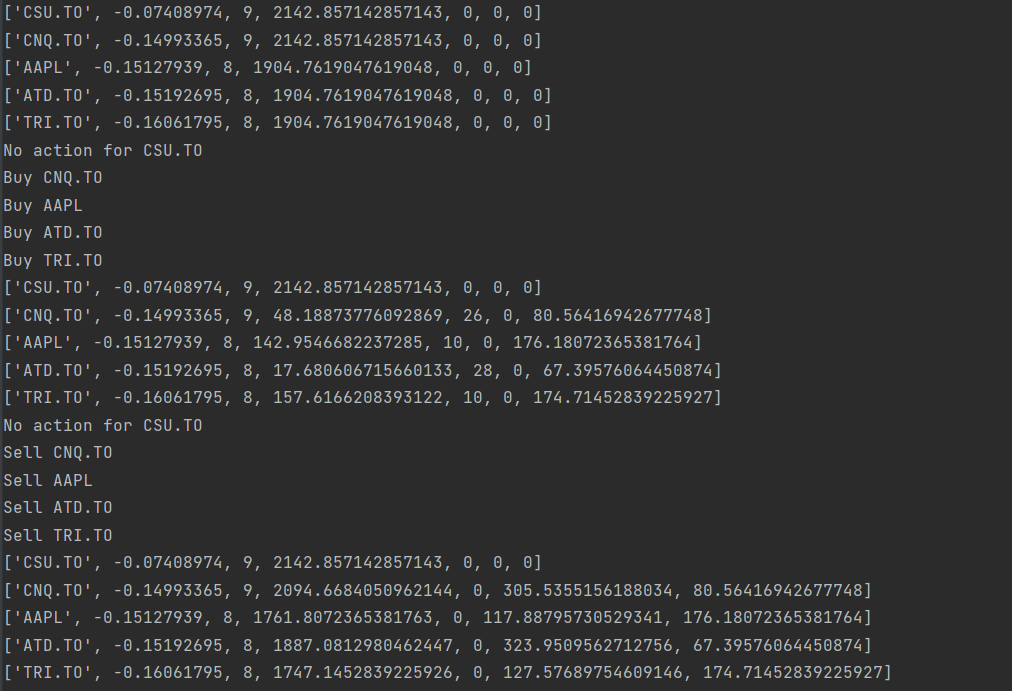 ['CSU.TO', -0.07408974, 9, 2142.857142857143, 0, 0, 0]
['CNQ.TO', -0.14993365, 9, 2142.857142857143, 0, 0, 0]
['AAPL', -0.15127939, 8, 1904.7619047619048, 0, 0, 0]
['ATD.TO', -0.15192695, 8, 1904.7619047619048, 0, 0, 0]
['TRI.TO', -0.16061795, 8, 1904.7619047619048, 0, 0, 0]
No action for CSU.TO
Buy CNQ.TO
Buy AAPL
Buy ATD.TO
Buy TRI.TO
['CSU.TO', -0.07408974, 9, 2142.857142857143, 0, 0, 0]
['CNQ.TO', -0.14993365, 9, 48.18873776092869, 26, 0, 80.56416942677748]
['AAPL', -0.15127939, 8, 142.9546682237285, 10, 0, 176.18072365381764]
['ATD.TO', -0.15192695, 8, 17.680606715660133, 28, 0, 67.39576064450874]
['TRI.TO', -0.16061795, 8, 157.6166208393122, 10, 0, 174.71452839225927]
No action for CSU.TO
Sell CNQ.TO
Sell AAPL
Sell ATD.TO
Sell TRI.TO
['CSU.TO', -0.07408974, 9, 2142.857142857143, 0, 0, 0]
['CNQ.TO', -0.14993365, 9, 2094.6684050962144, 0, 305.5355156188034, 80.56416942677748]
['AAPL', -0.15127939, 8, 1761.8072365381763, 0, 117.88795730529341, 176.18072365381764]
['ATD.TO', -0.15192695, 8, 1887.0812980462447, 0, 323.9509562712756, 67.39576064450874]
['TRI.TO', -0.16061795, 8, 1747.1452839225926, 0, 127.57689754609146, 174.71452839225927]